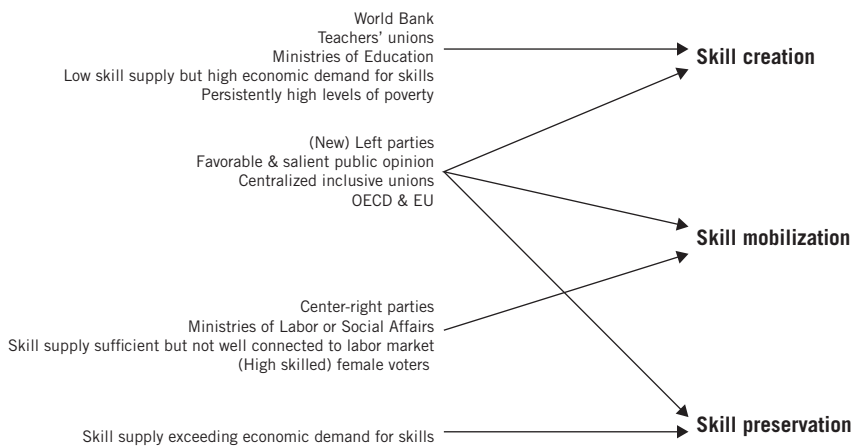 World Bank
Teachers’ unions
Ministries of Education
Low skill supply but high economic demand for skills
Persistently high levels of poverty
Skill creation
(New) Left parties
Favorable & salient public opinion
Centralized inclusive unions
OECD & EU
Skill mobilization
Center-right parties
Ministries of Labor or Social Affairs
Skill supply sufficient but not well connected to labor market
(High skilled) female voters
Skill preservation
Skill supply exceeding economic demand for skills